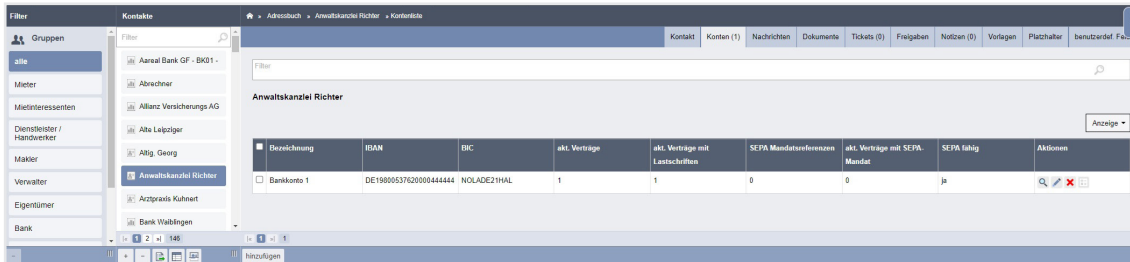 Filter
Kontakte
Adressbuch » Anwaltskanzlei Richter » Kontenliste
Gruppen
alle
Mieter
Mietinteressenten
Dienstleister /
Handwerker
Makler
Verwalter
Eigentümer
Bank
-
Filter
Aareal Bank GF - BK01 -
Abrechner
Allianz Versicherungs AG
Alte Leipziger
Altig, Georg
Anwaltskanzlei Richter
Arztpraxis Kuhnert
Bank Waiblingen
1 2 146
+ -
Kontakt Konten (1) Nachrichten Dokumente Tickets (0) Freigaben Notizen (0) Vorlagen Platzhalter benutzerdef. Fel
Filter
Anwaltskanzlei Richter
Anzeige
Bezeichnung IBAN BIC akt. Verträge akt. Verträge mit Lastschriften SEPA Mandatsreferenzen akt. Verträge mit SEPA-Mandat SEPA fähig Aktionen
Bankkonto 1 DE19800537620000444444 NOLADE21HAL 1 1 0 0 ja
1 1
hinzufügen